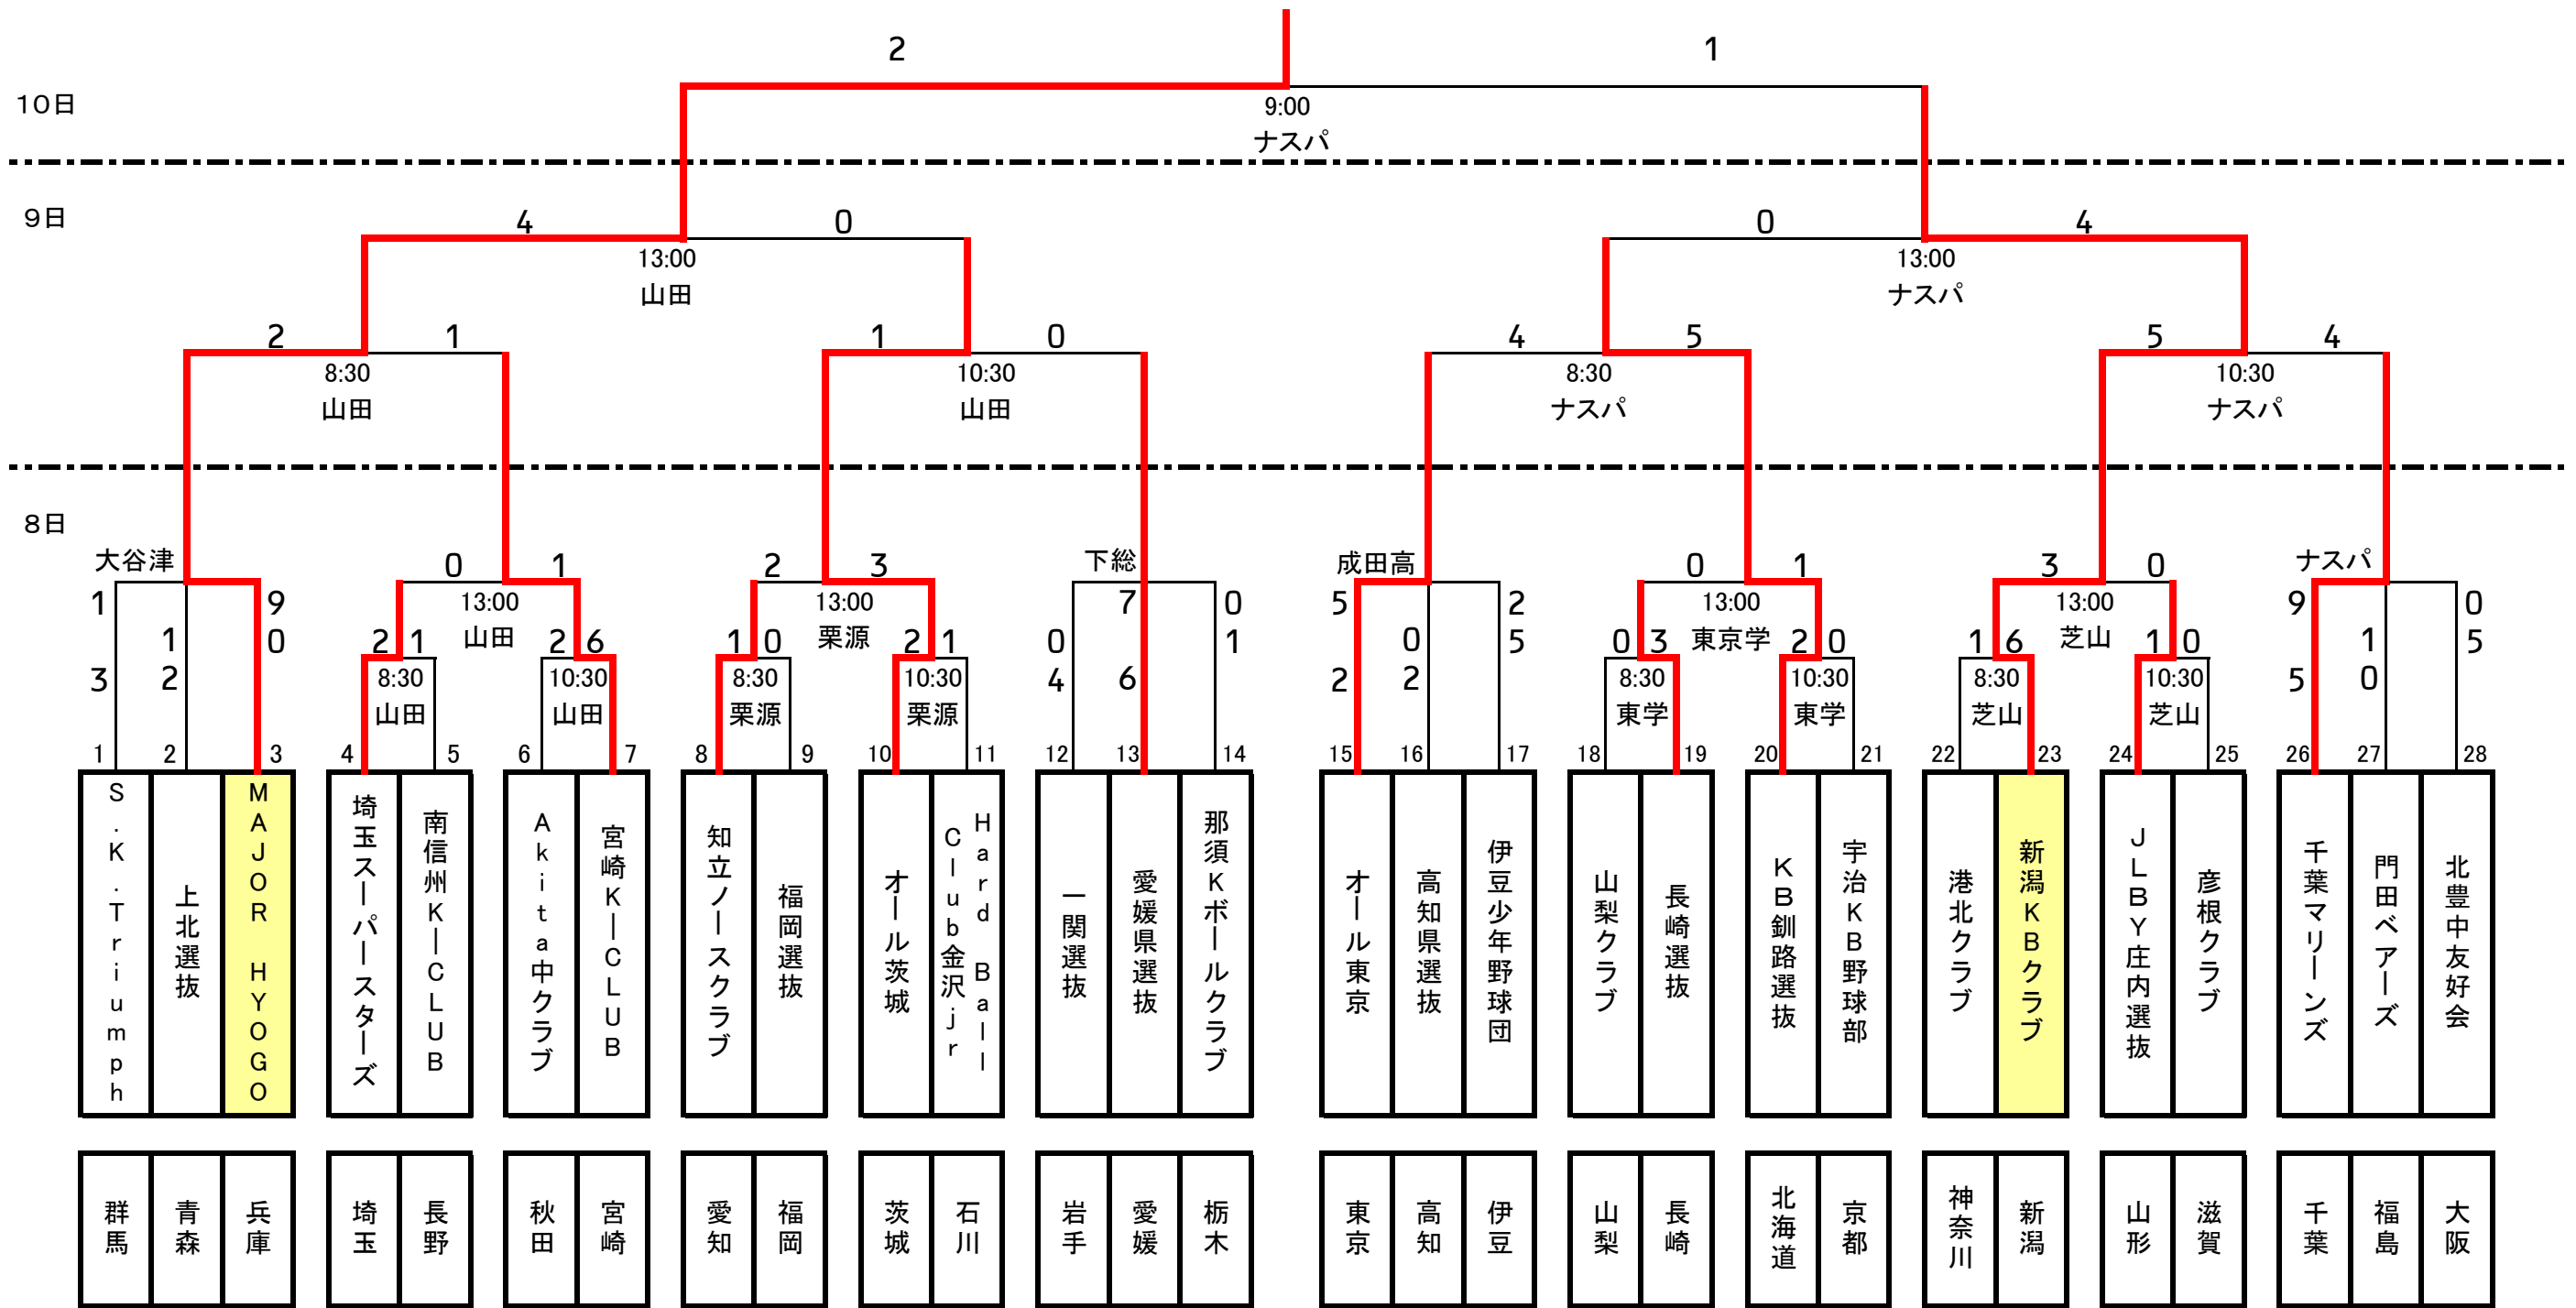 2 1
10日
9:00
ナスパ
9日
4 0 0 4
13:00 13:00
山田 ナスパ
2 1 1 0 4 5 5 4
8:30 10:30 8:30 10:30
山田 山田 ナスパ ナスパ
8日
大谷津 0 1 2 3 下総 成田高 0 1 3 0 ナスパ
1 9 13:00 13:00 7 0 5 2 13:00 13:00 9 0
1 0 2 1 山田 2 6 1 0 栗源 2 1 0 1 0 5 0 3 東京学 2 0 1 6 芝山 1 0 1 5
3 2 8:30 10:30 8:30 10:30 4 6 2 2 8:30 10:30 8:30 10:30 5 0
山田 山田 栗源 栗源 東学 東学 芝山 芝山
1 2 3 4 5 6 7 8 9 10 11 12 13 14 15 16 17 18 19 20 21 22 23 24 25 26 27 28
S.K.Triumph
上北選抜
MAJOR HYOGO
埼玉スーパースターズ
南信州K―CLUB
Akita中クラブ
宮崎K―CLUB
知立ノースクラブ
福岡選抜
オール茨城
Hard Ball
Club金沢jr
一関選抜
愛媛県選抜
那須Kボールクラブ
オール東京
高知県選抜
伊豆少年野球団
山梨クラブ
長崎選抜
KB釧路選抜
宇治KB野球部
港北クラブ
新潟KBクラブ
JLBY庄内選抜
彦根クラブ
千葉マリーンズ
門田ベアーズ
北豊中友好会
群馬
青森
兵庫
埼玉
長野
秋田
宮崎
愛知
福岡
茨城
石川
岩手
愛媛
栃木
東京
高知
伊豆
山梨
長崎
北海道
京都
神奈川
新潟
山形
滋賀
千葉
福島
大阪